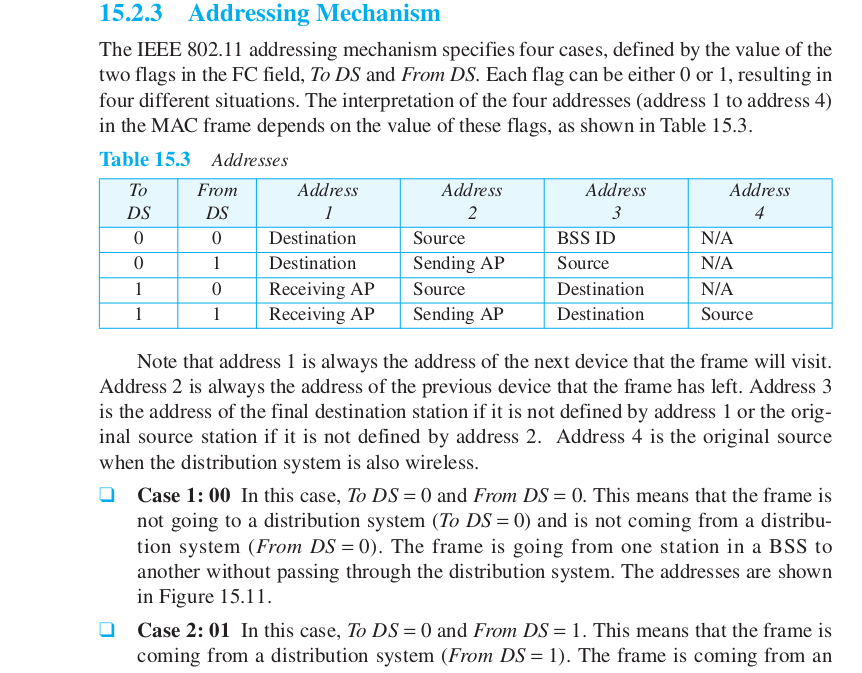 15.2.3 Addressing Mechanism
The IEEE 802.11 addressing mechanism specifies four cases, defined by the value of the
two flags in the FC field, To DS and From DS. Each flag can be either 0 or 1, resulting in
four different situations. The interpretation of the four addresses (address 1 to address 4)
in the MAC frame depends on the value of these flags, as shown in Table 15.3.
Table 15.3 Addresses
To From Address Address Address Address
DS DS 1 2 3 4
0 0 Destination Source BSS ID N/A
0 1 Destination Sending AP Source N/A
1 0 Receiving AP Source Destination N/A
1 1 Receiving AP Sending AP Destination Source
Note that address 1 is always the address of the next device that the frame will visit.
Address 2 is always the address of the previous device that the frame has left. Address 3
is the address of the final destination station if it is not defined by address 1 or the orig-
inal source station if it is not defined by address 2. Address 4 is the original source
when the distribution system is also wireless.
❑ Case 1: 00 In this case, To DS = 0 and From DS = 0. This means that the frame is
not going to a distribution system (To DS = 0) and is not coming from a distribu-
tion system (From DS = 0). The frame is going from one station in a BSS to
another without passing through the distribution system. The addresses are shown
in Figure 15.11.
❑ Case 2: 01 In this case, To DS = 0 and From DS = 1. This means that the frame is
coming from a distribution system (From DS = 1). The frame is coming from an